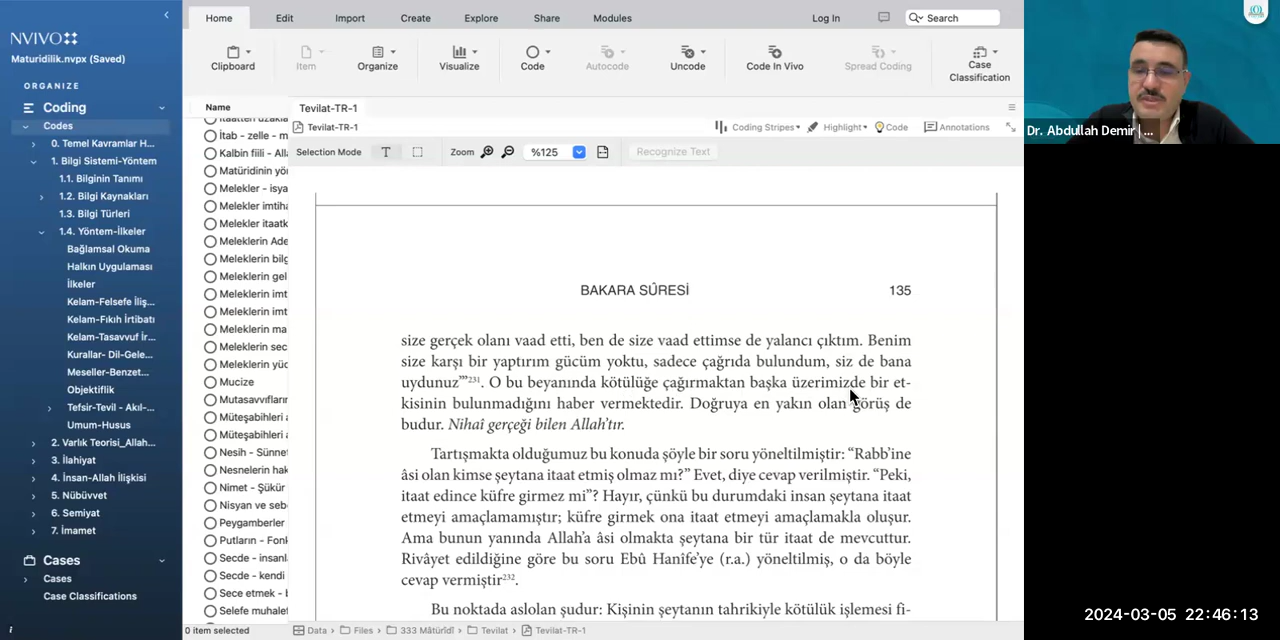 NVIVO
Maturidilik.nvpx (Saved)
ORGANIZE
Coding
Codes
0. Temel Kavramlar H...
1. Bilgi Sistemi-Yöntem
1.1. Bilginin Tanımı
1.2. Bilgi Kaynakları
1.3. Bilgi Türleri
1.4. Yöntem-İlkeler
Bağlamsal Okuma
Halkın Uygulaması
İlkeler
Kelam-Felsefe İliş...
Kelam-Fıkıh İrtibatı
Kelam-Tasavvuf İr...
Kurallar- Dil-Gele...
Meseller-Benzet...
Objektiflik
Tefsir-Tevil - Akıl-...
Umum-Husus
2. Varlık Teorisi_Allah...
3. İlahiyat
4. İnsan-Allah İlişkisi
5. Nübüvvet
6. Semiyat
7. İmamet
Cases
Cases
Case Classifications
Home Edit Import Create Explore Share Modules Log In Search
Clipboard Item Organize Visualize Code Autocode Uncode Code In Vivo Spread Coding Case Classification
Name
İtaatten uzakla
İtab - zelle - m
Kalbin fiili - Alla
Matüridinin yö
Melekler - isya
Melekler imtiha
Melekler itaatk
Meleklerin Ade
Meleklerin bilg
Meleklerin gel
Meleklerin imt
Meleklerin imt
Meleklerin ma
Meleklerin sec
Meleklerin yüc
Mucize
Mutasavvıfların
Müteşabihleri a
Müteşabihleri a
Nesih - Sünne
Nesnelerin hak
Nimet - Şükür
Nisyan ve sebe
Peygamberler
Putların - Fonk
Secde - insanl
Secde - kendi
Sece etmek - b
Selefe muhalef
0 item selected
Tevilat-TR-1
Tevilat-TR-1 Coding Stripes Highlight Code Annotations
Selection Mode T Zoom %125 Recognize Text
BAKARA SÛRESİ 135
size gerçek olanı vaad etti, ben de size vaad ettimse de yalancı çıktım. Benim
size karşı bir yaptırım gücüm yoktu, sadece çağrıda bulundum, siz de bana
uydunuz'”231. O bu beyanında kötülüğe çağırmaktan başka üzerimizde bir et-
kisinin bulunmadığını haber vermektedir. Doğruya en yakın olan görüş de
budur. Nihaî gerçeği bilen Allah'tır.
Tartışmakta olduğumuz bu konuda şöyle bir soru yöneltilmiştir: “Rabb'ine
âsi olan kimse şeytana itaat etmiş olmaz mı?” Evet, diye cevap verilmiştir. “Peki,
itaat edince küfre girmez mi”? Hayır, çünkü bu durumdaki insan şeytana itaat
etmeyi amaçlamamıştır; küfre girmek ona itaat etmeyi amaçlamakla oluşur.
Ama bunun yanında Allah'a âsi olmakta şeytana bir tür itaat de mevcuttur.
Rivâyet edildiğine göre bu soru Ebû Hanîfe'ye (r.a.) yöneltilmiş, o da böyle
cevap vermiştir232.
Bu noktada aslolan şudur: Kişinin şeytanın tahrikiyle kötülük işlemesi fi-
Data Files 333 Mâtürîdî Tevilat Tevilat-TR-1
Dr. Abdullah Demir | ...
2024-03-05 22:46:13